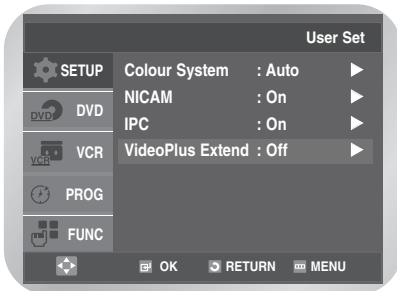 User Set
SETUP
DVD
DVD
VCR
VCR
PROG
FUNC
Colour System : Auto
NICAM : On
IPC : On
VideoPlus Extend : Off
OK RETURN MENU